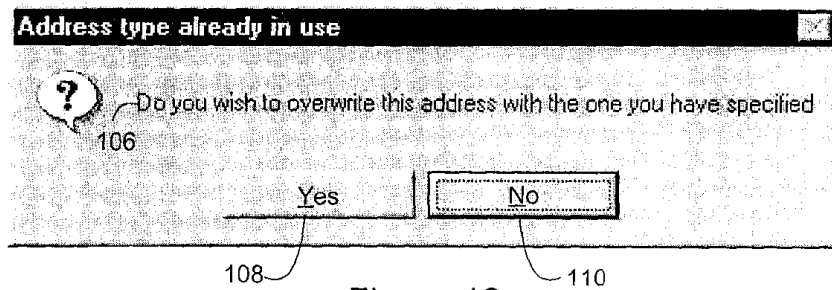 Address type already in use
Do you wish to overwrite this address with the one you have specified
106
Yes No
108 110